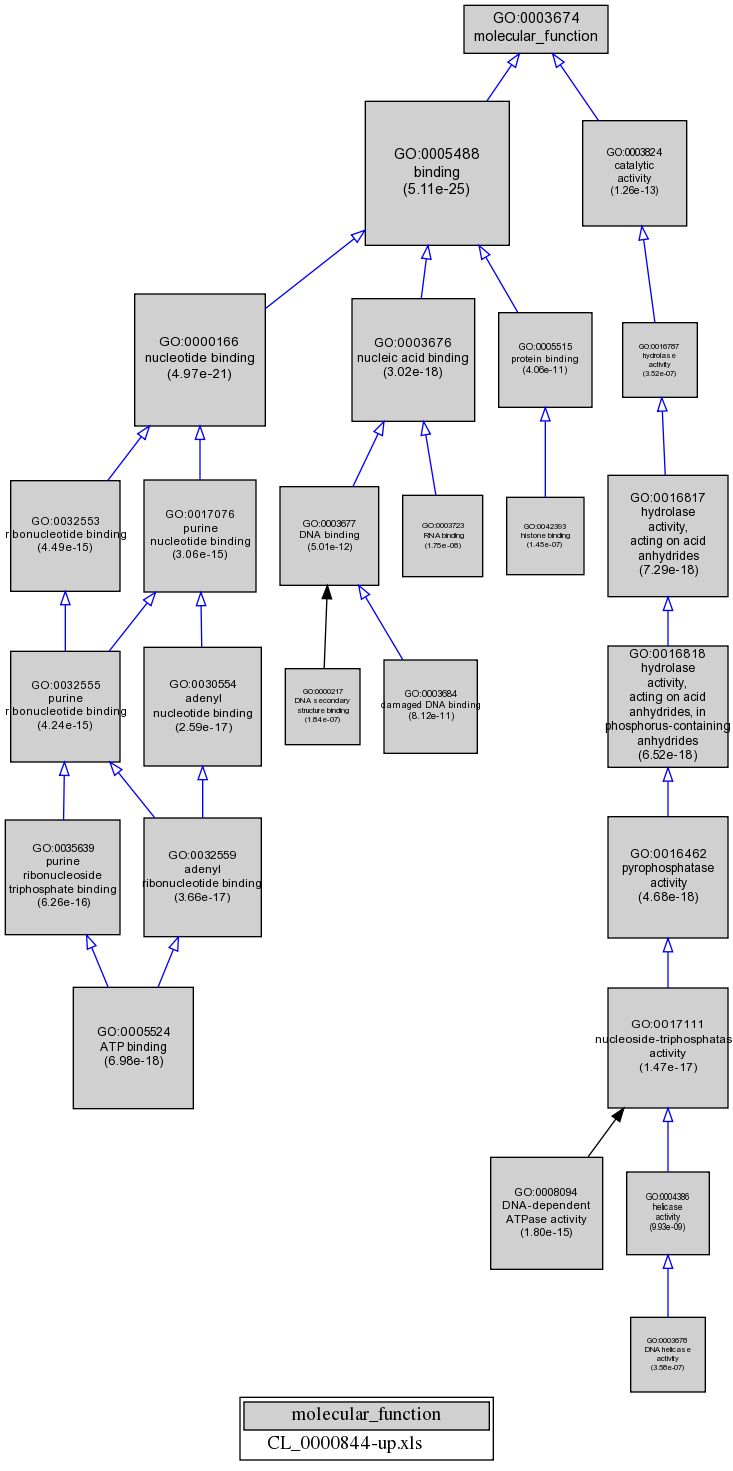 GO:0003674
molecular_function
GO:0005488
binding
(5.11e-25)
GO:0003824
catalytic
activity
(1.26e-13)
GO:0000166
nucleotide binding
(4.97e-21)
GO:0003676
nucleic acid binding
(3.02e-18)
GO:0005515
protein binding
(4.06e-11)
GO:0016787
hydrolase
activity
(3.52e-07)
GO:0032553
ribonucleotide binding
(4.49e-15)
GO:0017076
purine
nucleotide binding
(3.06e-15)
GO:0003677
DNA binding
(5.01e-12)
GO:0003723
RNA binding
(1.75e-08)
GO:0042393
histone binding
(1.45e-07)
GO:0016817
hydrolase
activity,
acting on acid
anhydrides
(7.29e-18)
GO:0032555
purine
ribonucleotide binding
(4.24e-15)
GO:0030554
adenyl
nucleotide binding
(2.59e-17)
GO:0000217
DNA secondary
structure binding
(1.84e-07)
GO:0003684
damaged DNA binding
(8.12e-11)
GO:0016818
hydrolase
activity,
acting on acid
anhydrides, in
phosphorus-containing
anhydrides
(6.52e-18)
GO:0035639
purine
ribonucleoside
triphosphate binding
(6.26e-16)
GO:0032559
adenyl
ribonucleotide binding
(3.66e-17)
GO:0016462
pyrophosphatase
activity
(4.68e-18)
GO:0005524
ATP binding
(6.98e-18)
GO:0017111
nucleoside-triphosphatas
activity
(1.47e-17)
GO:0008094
DNA-dependent
ATPase activity
(1.80e-15)
GO:0004386
helicase
activity
(9.93e-09)
GO:0003678
DNA helicase
activity
(3.58e-07)
molecular_function
CL_0000844-up.xls